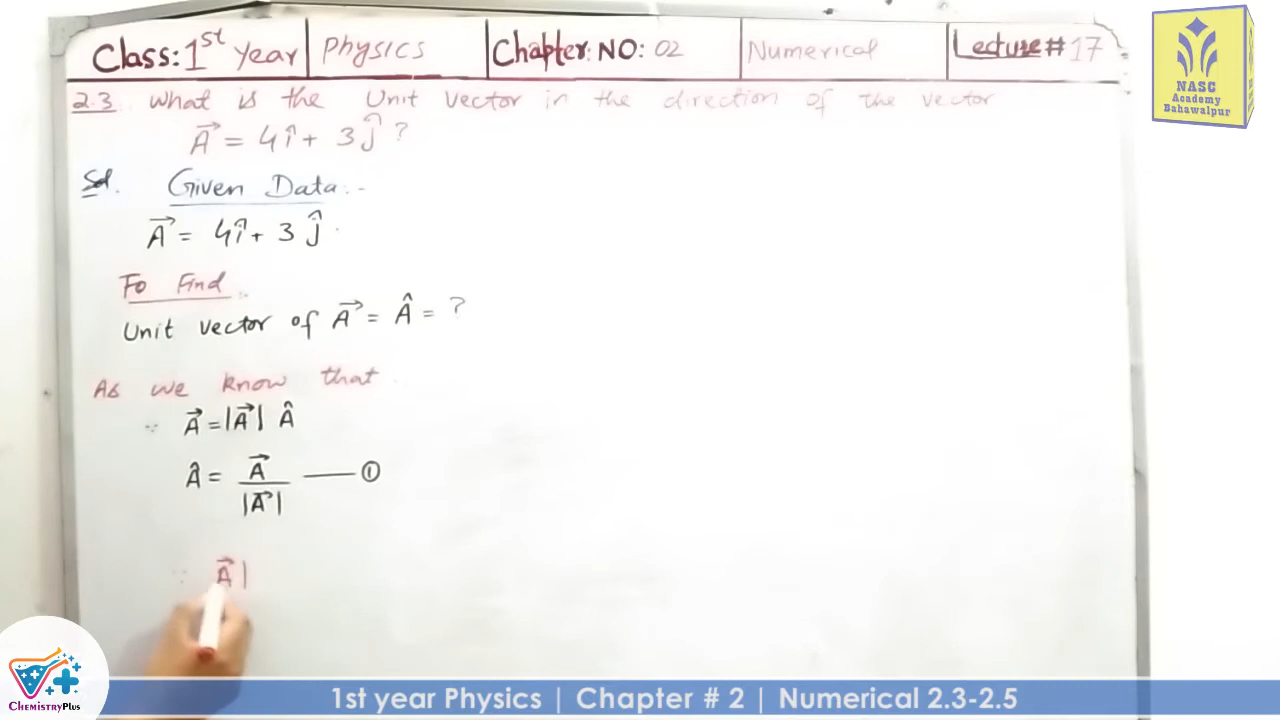 Class: 1st Year | Physics | Chapter: NO: 02 | Numerical | Lecture # 17
NASC
Academy
Bahawalpur
2.3. What is the Unit vector in the direction of the vector
A⃗ = 4î + 3ĵ ?
Sol. Given Data:-
A⃗ = 4î + 3ĵ.
To Find
Unit vector of A⃗ = Â = ?
As we know that
∵ A⃗ = |A⃗| Â
 = A⃗ / |A⃗| —— ①
A⃗|
ChemistryPlus
1st year Physics | Chapter # 2 | Numerical 2.3-2.5